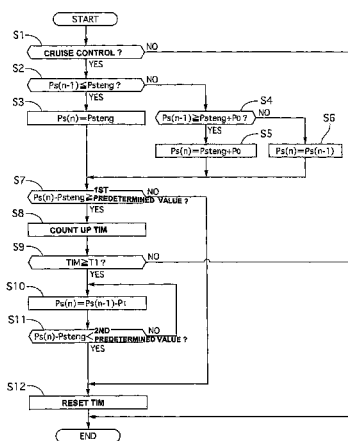 START
S1
CRUISE CONTROL ?
NO
YES
S2
Ps(n-1)≦Psteng ?
NO
YES
S3
Ps(n)=Psteng
S4
Ps(n-1)≧Psteng+Po ?
NO
YES
S5
Ps(n)=Psteng+Po
S6
Ps(n)=Ps(n-1)
S7
Ps(n)-Psteng≧1ST PREDETERMINED VALUE ?
NO
YES
S8
COUNT UP TIM
S9
TIM≧T1 ?
NO
YES
S10
Ps(n)=Ps(n-1)-P1
S11
Ps(n)-Psteng<2ND PREDETERMINED VALUE ?
NO
YES
S12
RESET TIM
END